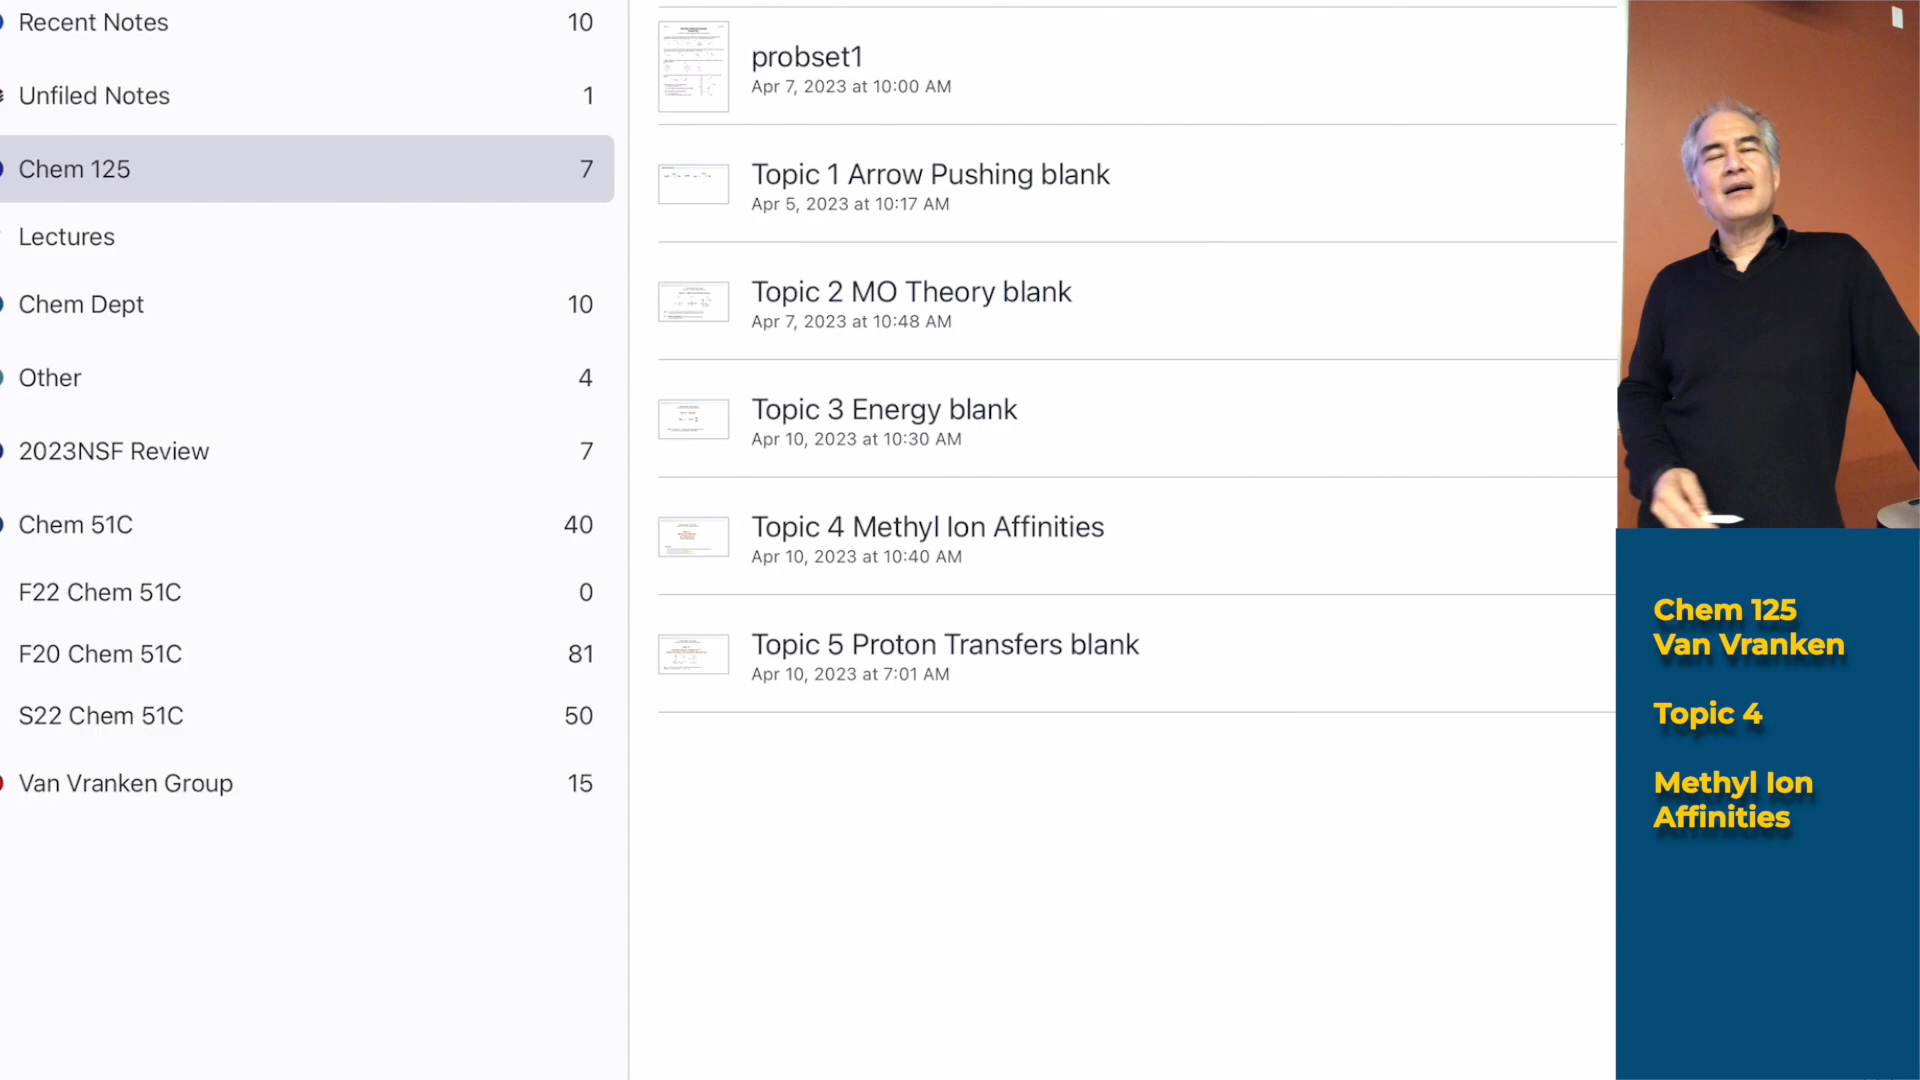 Recent Notes 10
Unfiled Notes 1
Chem 125 7
Lectures
Chem Dept 10
Other 4
2023NSF Review 7
Chem 51C 40
F22 Chem 51C 0
F20 Chem 51C 81
S22 Chem 51C 50
Van Vranken Group 15
probset1
Apr 7, 2023 at 10:00 AM
Topic 1 Arrow Pushing blank
Apr 5, 2023 at 10:17 AM
Topic 2 MO Theory blank
Apr 7, 2023 at 10:48 AM
Topic 3 Energy blank
Apr 10, 2023 at 10:30 AM
Topic 4 Methyl Ion Affinities
Apr 10, 2023 at 10:40 AM
Topic 5 Proton Transfers blank
Apr 10, 2023 at 7:01 AM
Chem 125
Van Vranken
Topic 4
Methyl Ion
Affinities